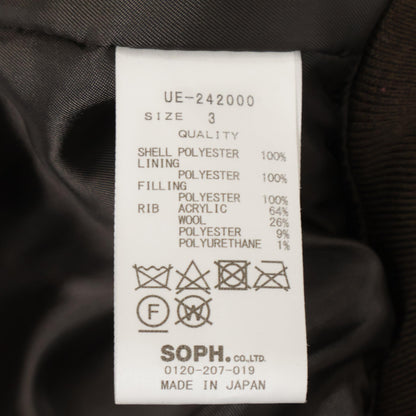 UE-242000
SIZE 3
QUALITY
SHELL POLYESTER 100%
LINING
POLYESTER 100%
FILLING
POLYESTER 100%
RIB ACRYLIC 64%
WOOL 26%
POLYESTER 9%
POLYURETHANE 1%
F W
SOPH.CO.,LTD.
0120-207-019
MADE IN JAPAN